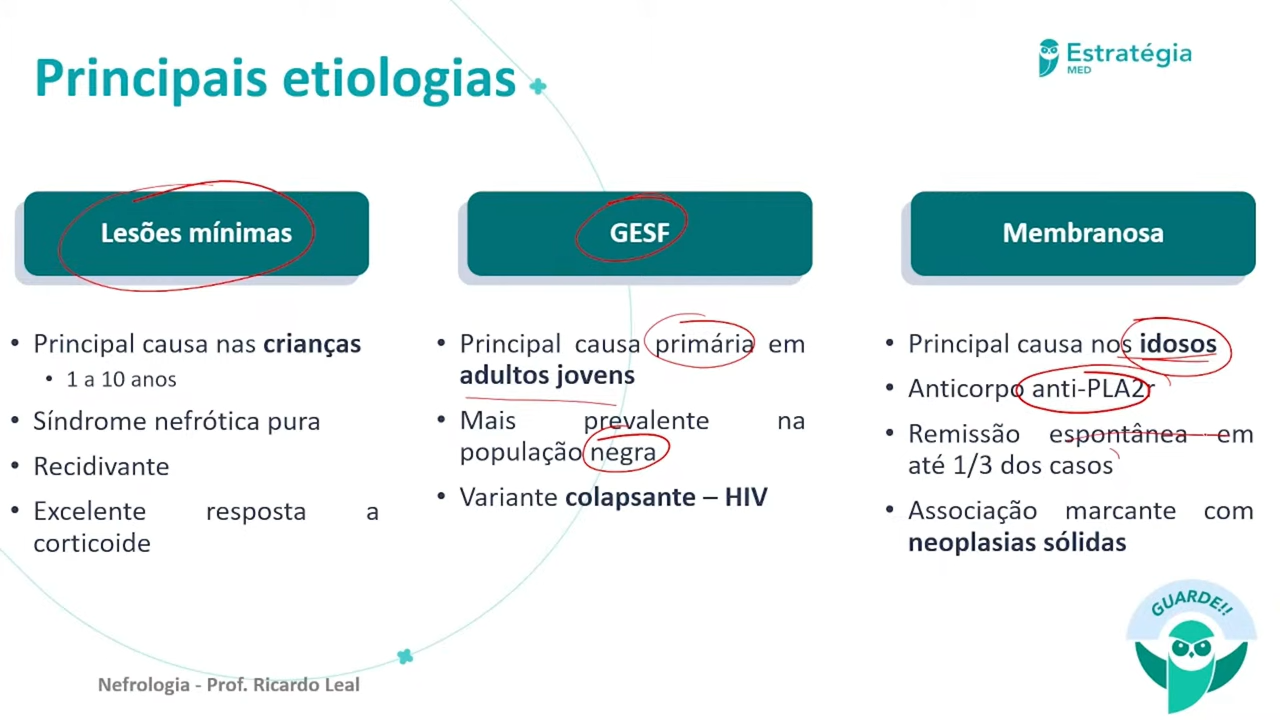 Principais etiologias
Estratégia
MED
Lesões mínimas
• Principal causa nas crianças
• 1 a 10 anos
• Síndrome nefrótica pura
• Recidivante
• Excelente resposta a
corticoide
GESF
• Principal causa primária em
adultos jovens
• Mais prevalente na
população negra
• Variante colapsante – HIV
Membranosa
• Principal causa nos idosos
• Anticorpo anti-PLA2r
• Remissão espontânea em
até 1/3 dos casos
• Associação marcante com
neoplasias sólidas
GUARDE!!
Nefrologia - Prof. Ricardo Leal